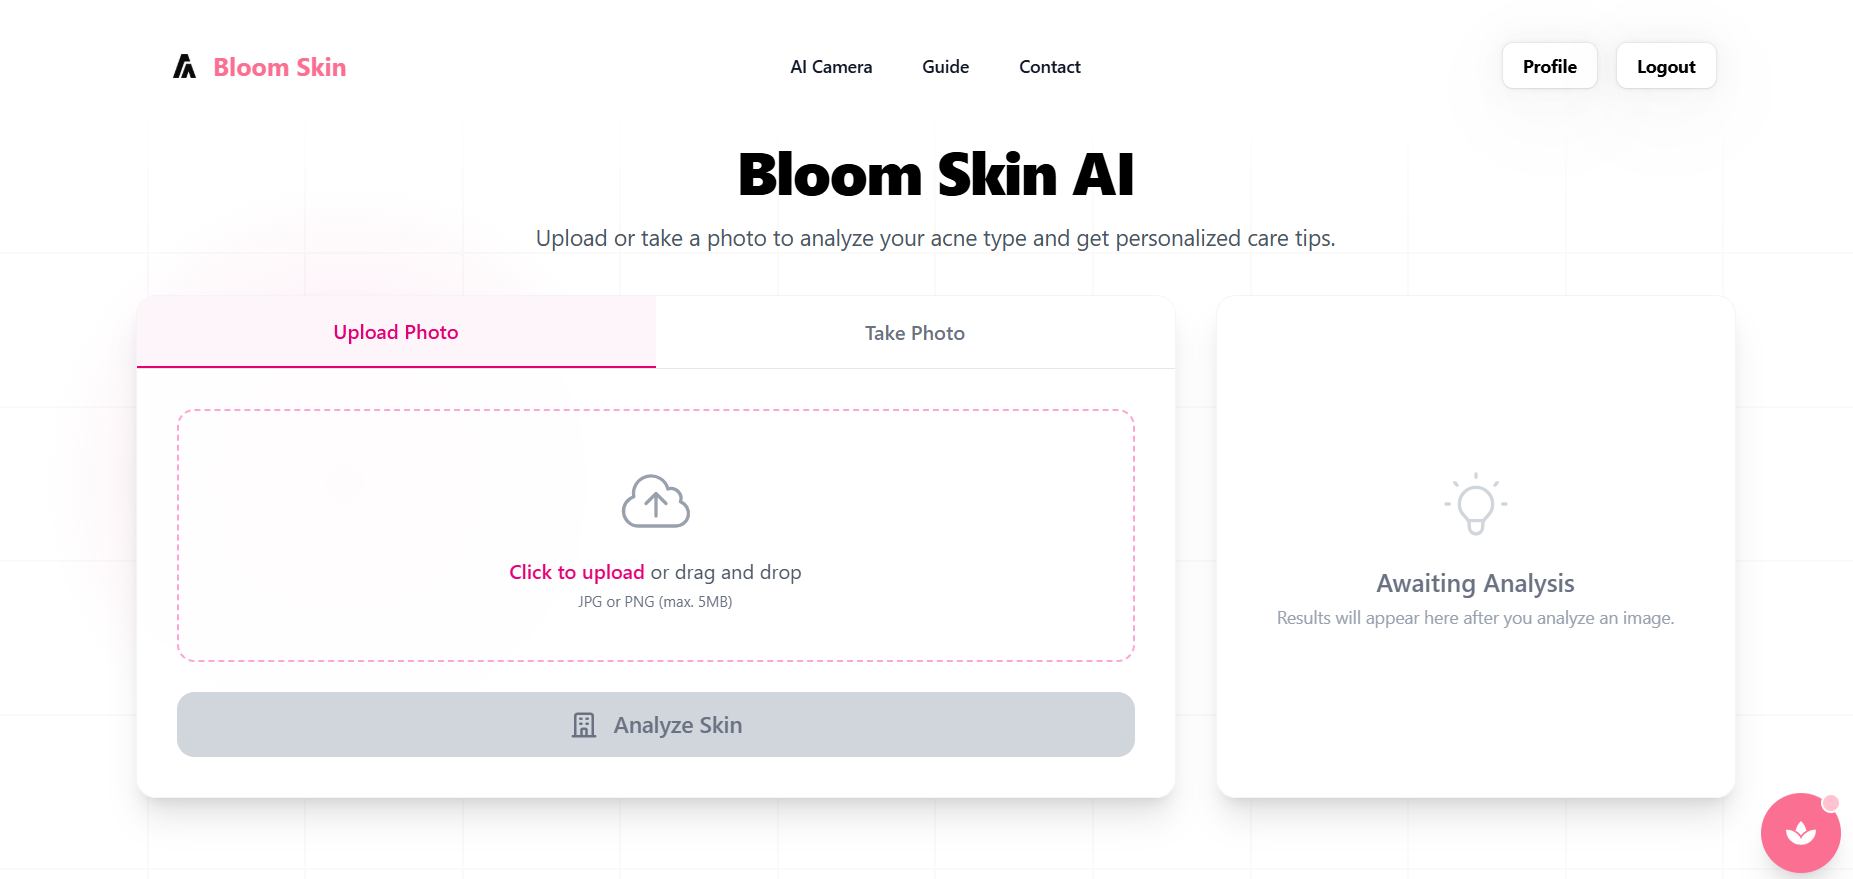 Bloom Skin
AI Camera
Guide
Contact
Profile
Logout
Bloom Skin AI
Upload or take a photo to analyze your acne type and get personalized care tips.
Upload Photo
Take Photo
Click to upload or drag and drop
JPG or PNG (max. 5MB)
Analyze Skin
Awaiting Analysis
Results will appear here after you analyze an image.